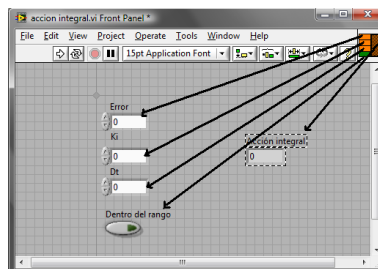 accion integral.vi Front Panel *
File Edit View Project Operate Tools Window Help
15pt Application Font
Error
0
Ki
0
Acción integral
0
Dt
0
Dentro del rango